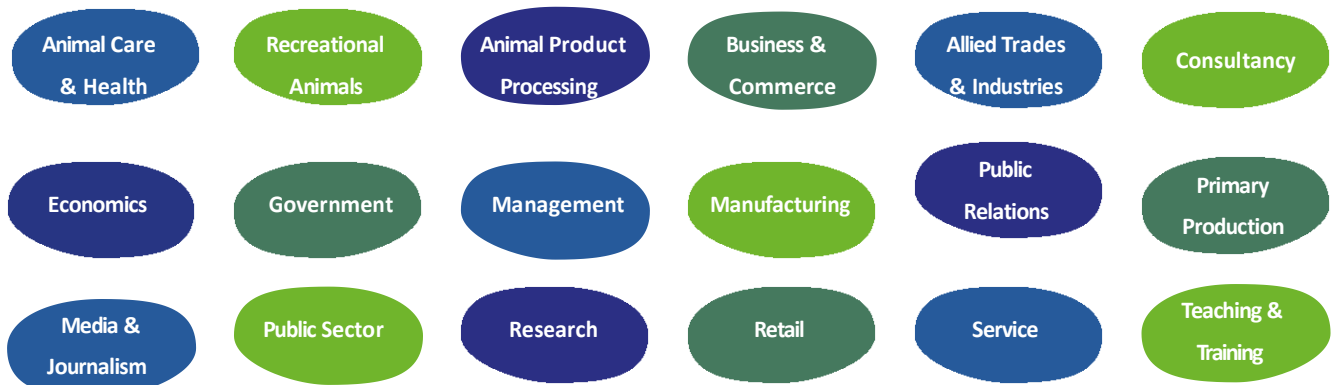 Animal Care
& Health
Recreational
Animals
Animal Product
Processing
Business &
Commerce
Allied Trades
& Industries
Consultancy
Economics
Government
Management
Manufacturing
Public
Relations
Primary
Production
Media &
Journalism
Public Sector
Research
Retail
Service
Teaching &
Training